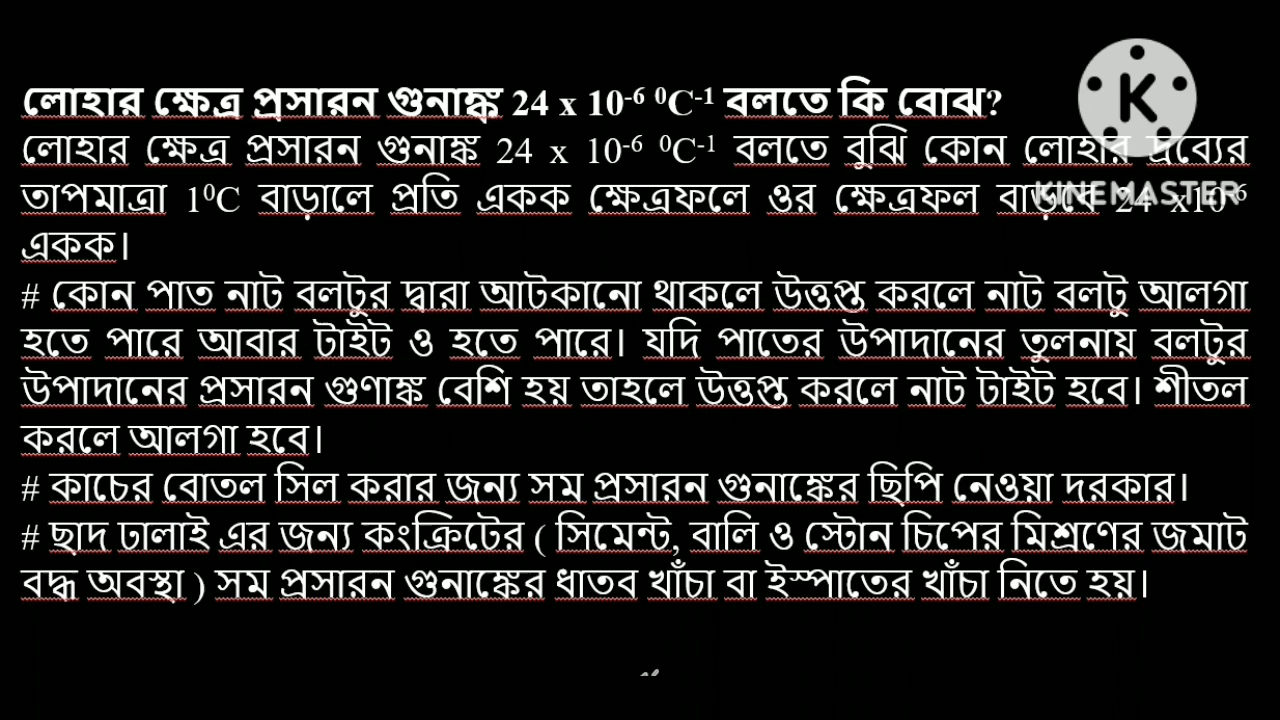 লোহার ক্ষেত্র প্রসারন গুনাঙ্ক 24 x 10⁻⁶ ⁰C⁻¹ বলতে কি বোঝ?
লোহার ক্ষেত্র প্রসারন গুনাঙ্ক 24 x 10⁻⁶ ⁰C⁻¹ বলতে বুঝি কোন লোহার দ্রব্যের
তাপমাত্রা 1⁰C বাড়ালে প্রতি একক ক্ষেত্রফলে ওর ক্ষেত্রফল বাড়বে 24 x10⁻⁶
একক।
# কোন পাত নাট বলটুর দ্বারা আটকানো থাকলে উত্তপ্ত করলে নাট বলটু আলগা
হতে পারে আবার টাইট ও হতে পারে। যদি পাতের উপাদানের তুলনায় বলটুর
উপাদানের প্রসারন গুণাঙ্ক বেশি হয় তাহলে উত্তপ্ত করলে নাট টাইট হবে। শীতল
করলে আলগা হবে।
# কাচের বোতল সিল করার জন্য সম প্রসারন গুনাঙ্কের ছিপি নেওয়া দরকার।
# ছাদ ঢালাই এর জন্য কংক্রিটের ( সিমেন্ট, বালি ও স্টোন চিপের মিশ্রণের জমাট
বদ্ধ অবস্থা ) সম প্রসারন গুনাঙ্কের ধাতব খাঁচা বা ইস্পাতের খাঁচা নিতে হয়।
K
KINEMASTER